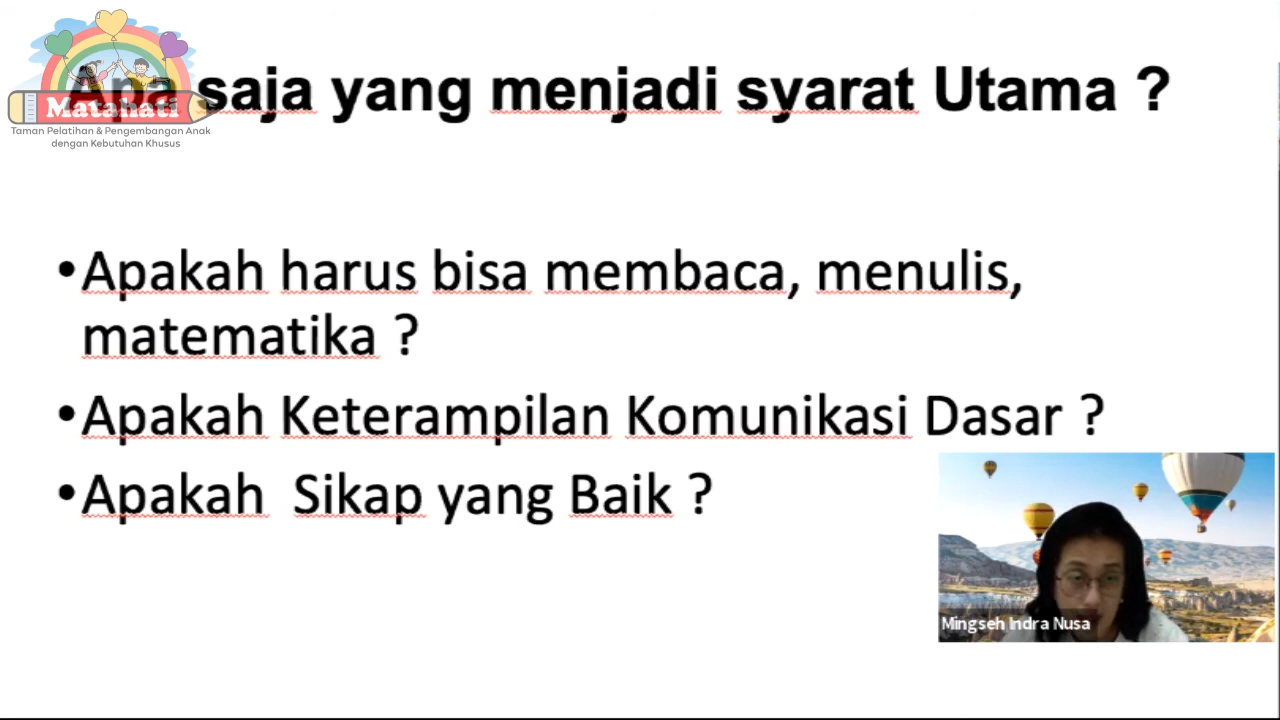 Apa saja yang menjadi syarat Utama ?
Matahati
Taman Pelatihan & Pengembangan Anak
dengan Kebutuhan Khusus
•Apakah harus bisa membaca, menulis,
matematika ?
•Apakah Keterampilan Komunikasi Dasar ?
•Apakah  Sikap yang Baik ?
Mingseh Indra Nusa